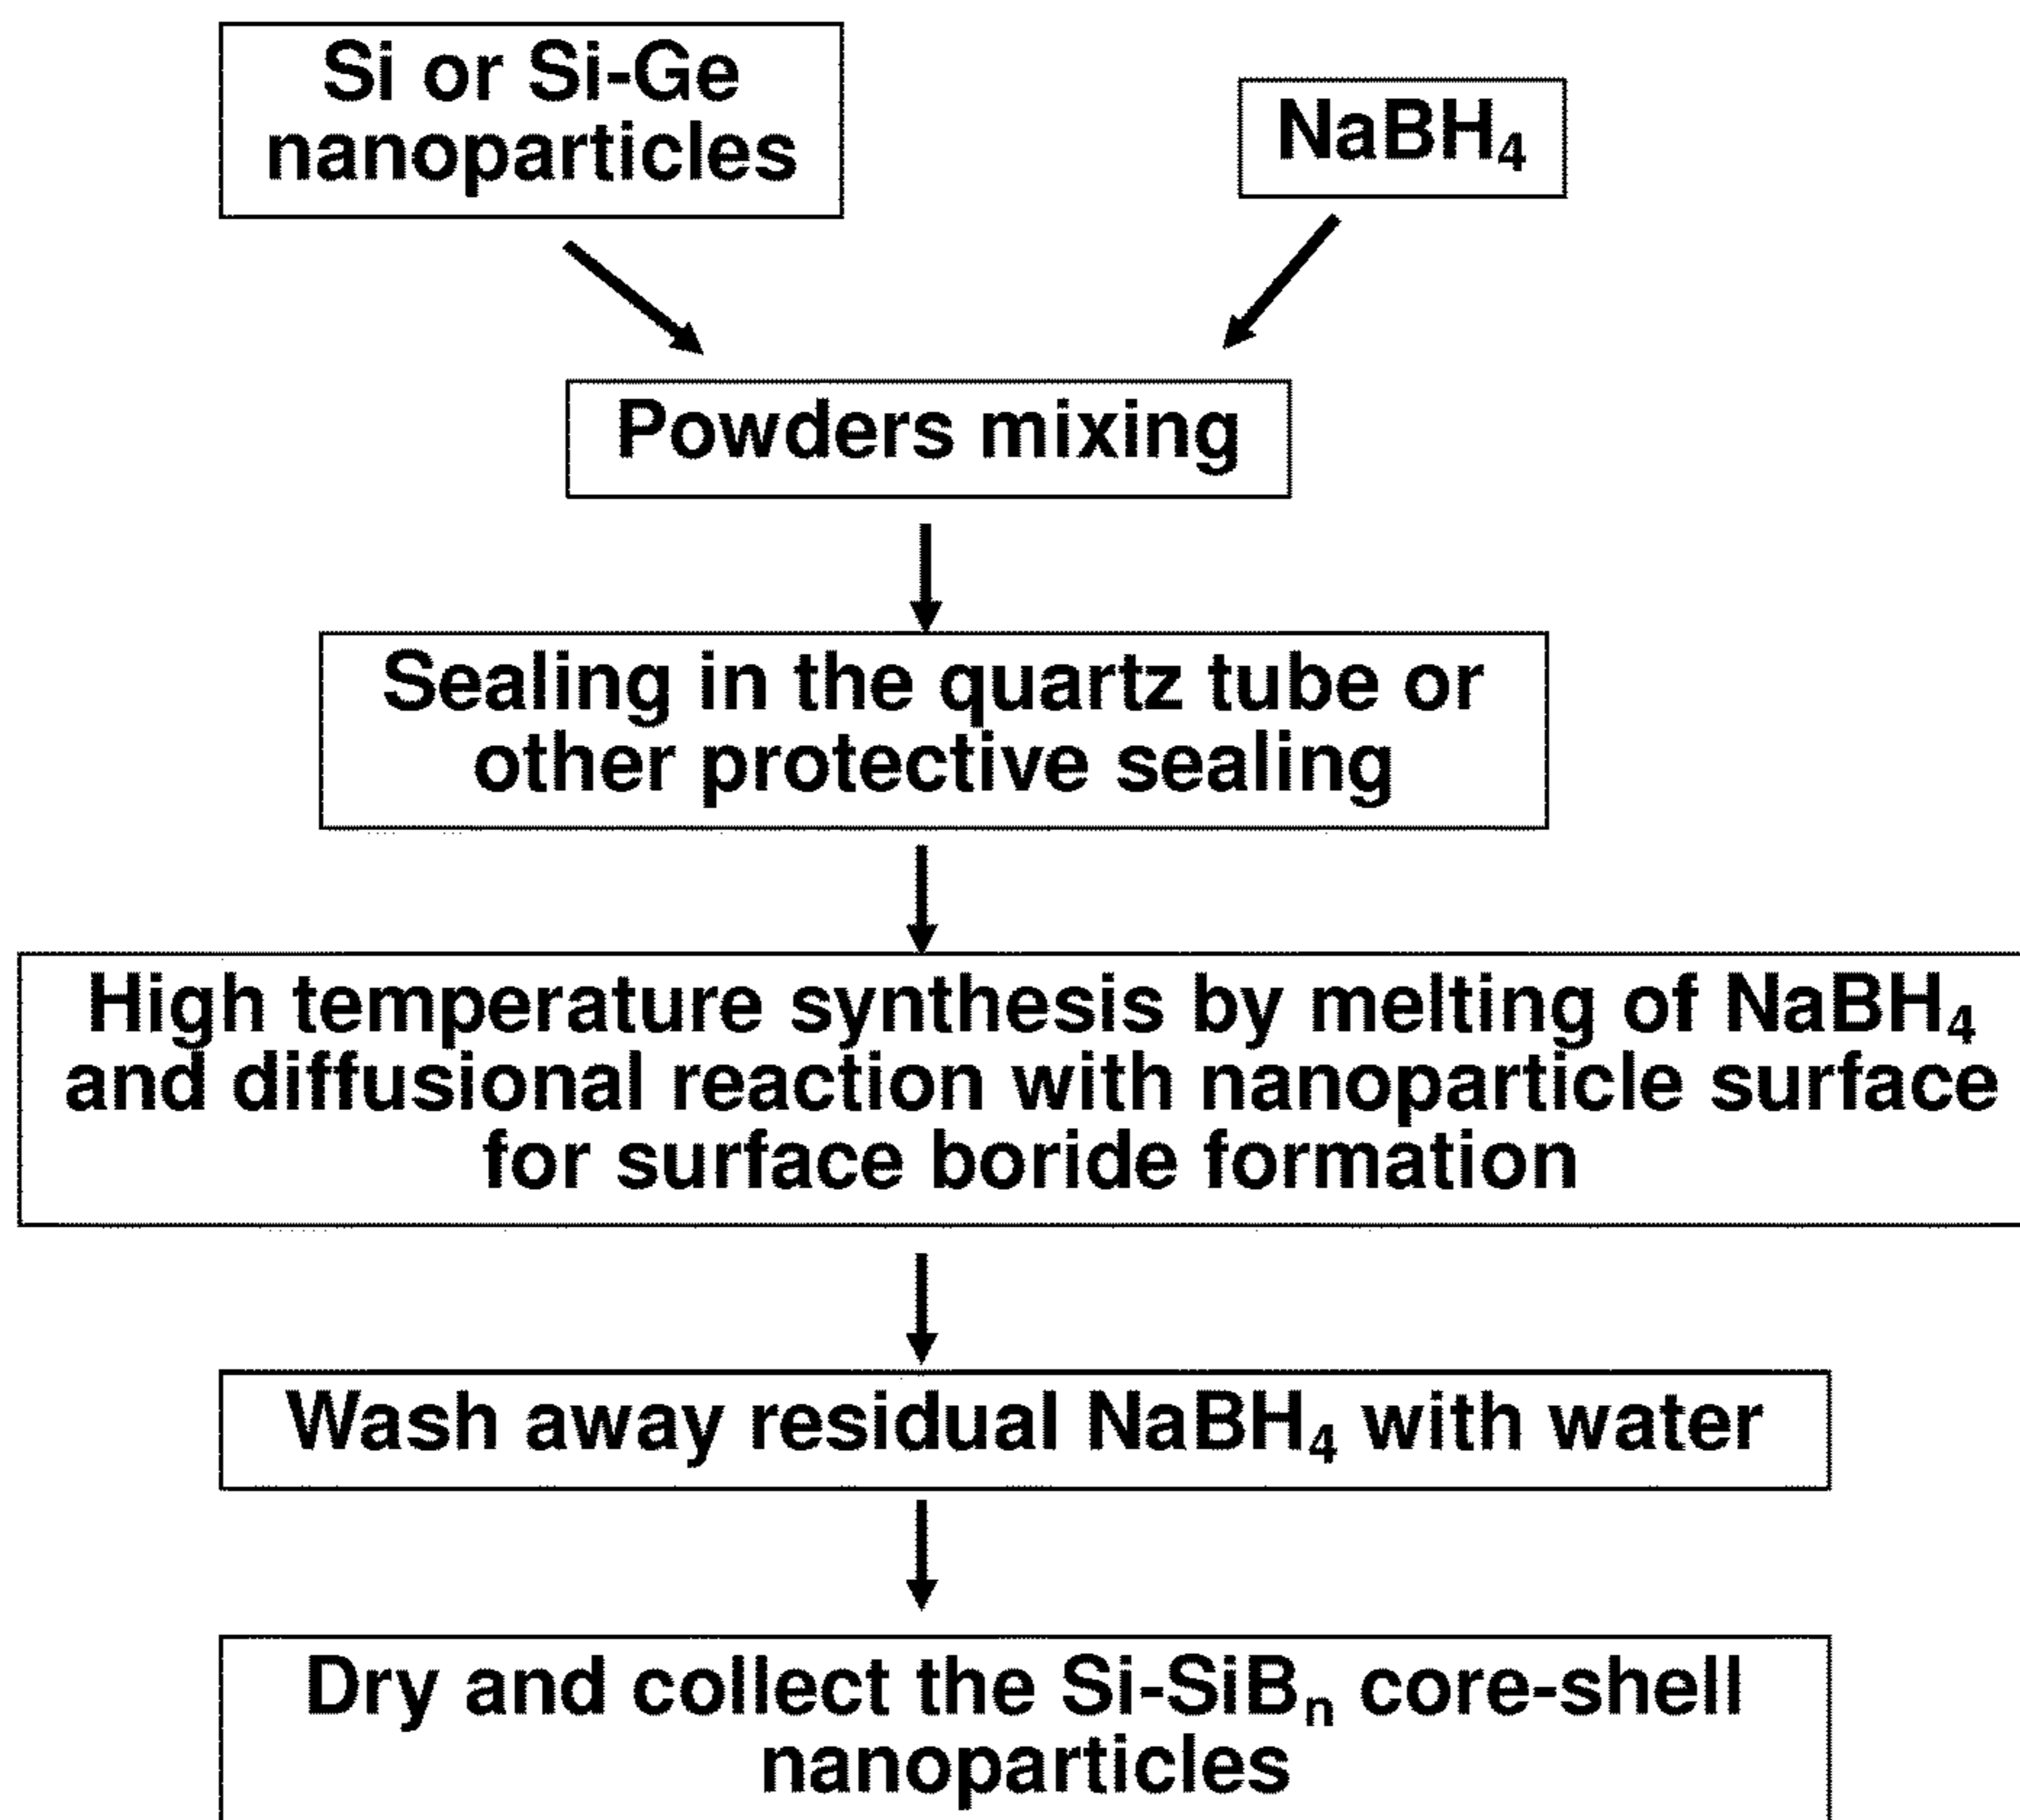 Si or Si-Ge
nanoparticles
NaBH₄
Powders mixing
Sealing in the quartz tube or
other protective sealing
High temperature synthesis by melting of NaBH₄
and diffusional reaction with nanoparticle surface
for surface boride formation
Wash away residual NaBH₄ with water
Dry and collect the Si-SiBₙ core-shell
nanoparticles